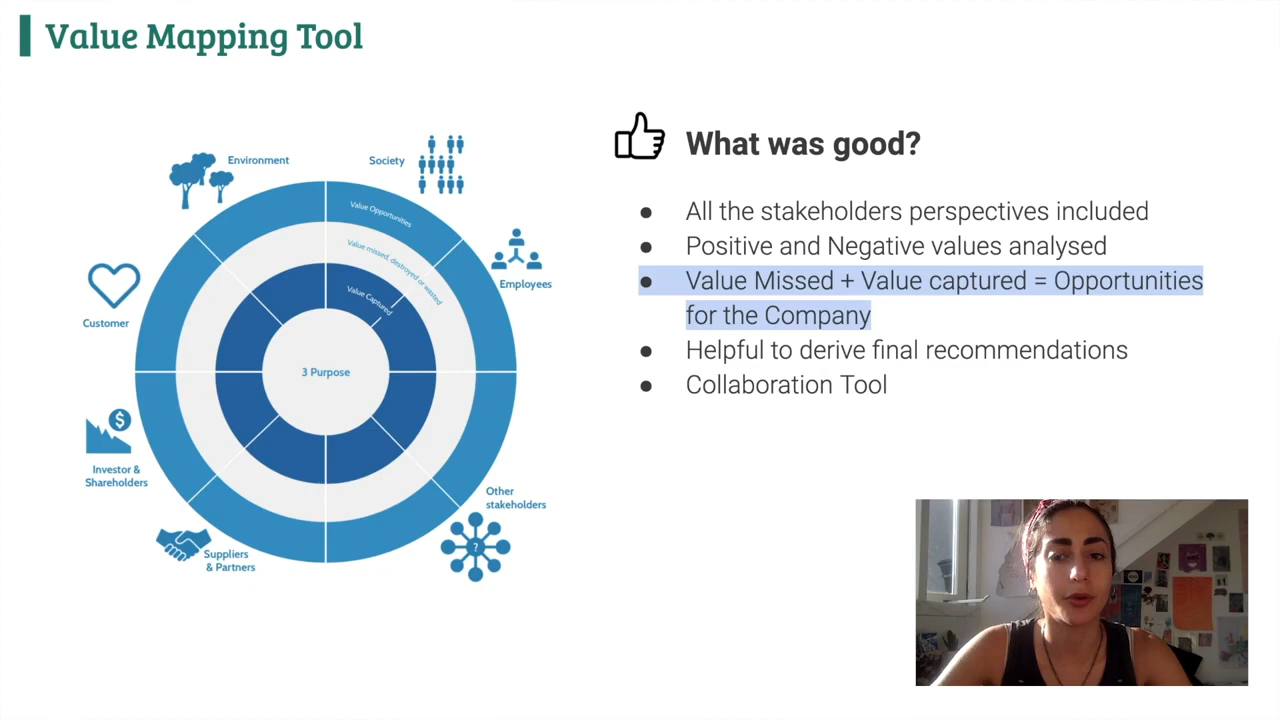 Value Mapping Tool
Environment
Society
Value Opportunities
Value missed, destroyed or wasted
Value Captured
Employees
Customer
3 Purpose
Investor &
Shareholders
Other
stakeholders
?
$
Suppliers
& Partners
What was good?
● All the stakeholders perspectives included
● Positive and Negative values analysed
● Value Missed + Value captured = Opportunities
for the Company
● Helpful to derive final recommendations
● Collaboration Tool